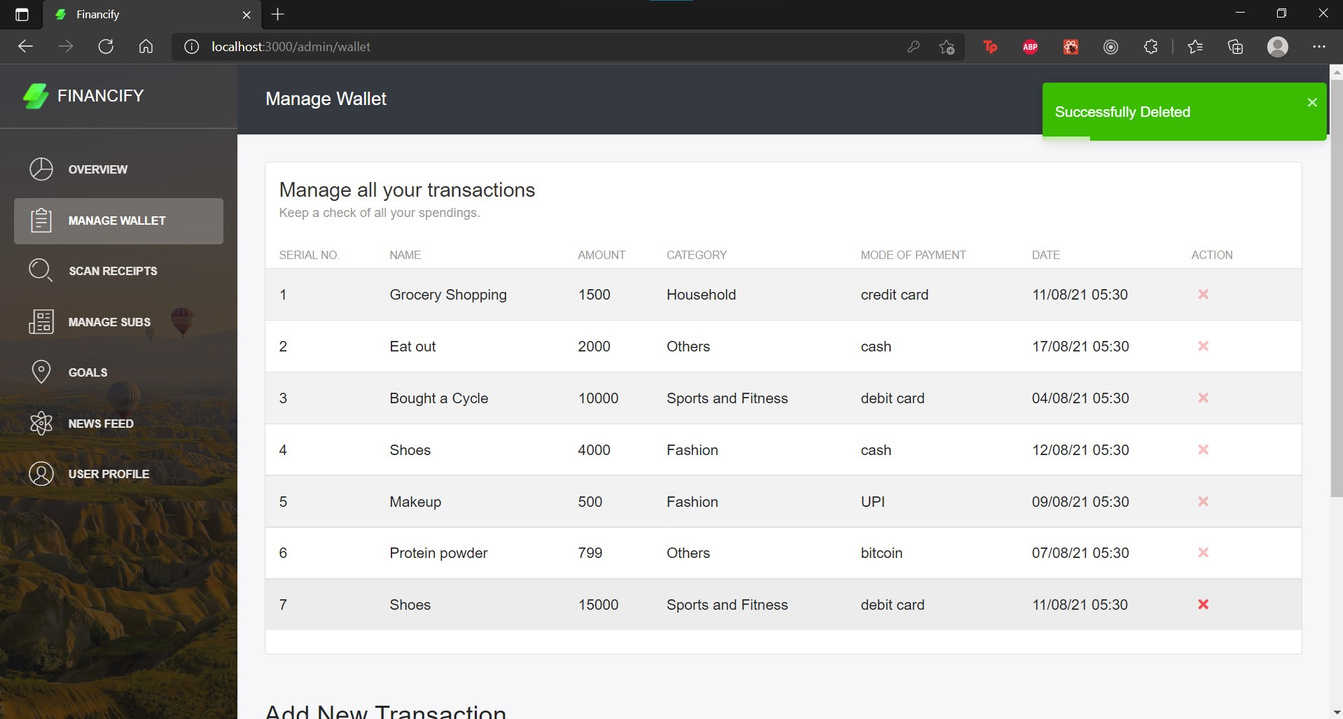 Financify
localhost:3000/admin/wallet
Tp
ABP
FINANCIFY
Manage Wallet
Successfully Deleted
OVERVIEW
MANAGE WALLET
SCAN RECEIPTS
MANAGE SUBS
GOALS
NEWS FEED
USER PROFILE
Manage all your transactions
Keep a check of all your spendings.
SERIAL NO. NAME AMOUNT CATEGORY MODE OF PAYMENT DATE ACTION
1 Grocery Shopping 1500 Household credit card 11/08/21 05:30
2 Eat out 2000 Others cash 17/08/21 05:30
3 Bought a Cycle 10000 Sports and Fitness debit card 04/08/21 05:30
4 Shoes 4000 Fashion cash 12/08/21 05:30
5 Makeup 500 Fashion UPI 09/08/21 05:30
6 Protein powder 799 Others bitcoin 07/08/21 05:30
7 Shoes 15000 Sports and Fitness debit card 11/08/21 05:30
Add New Transaction